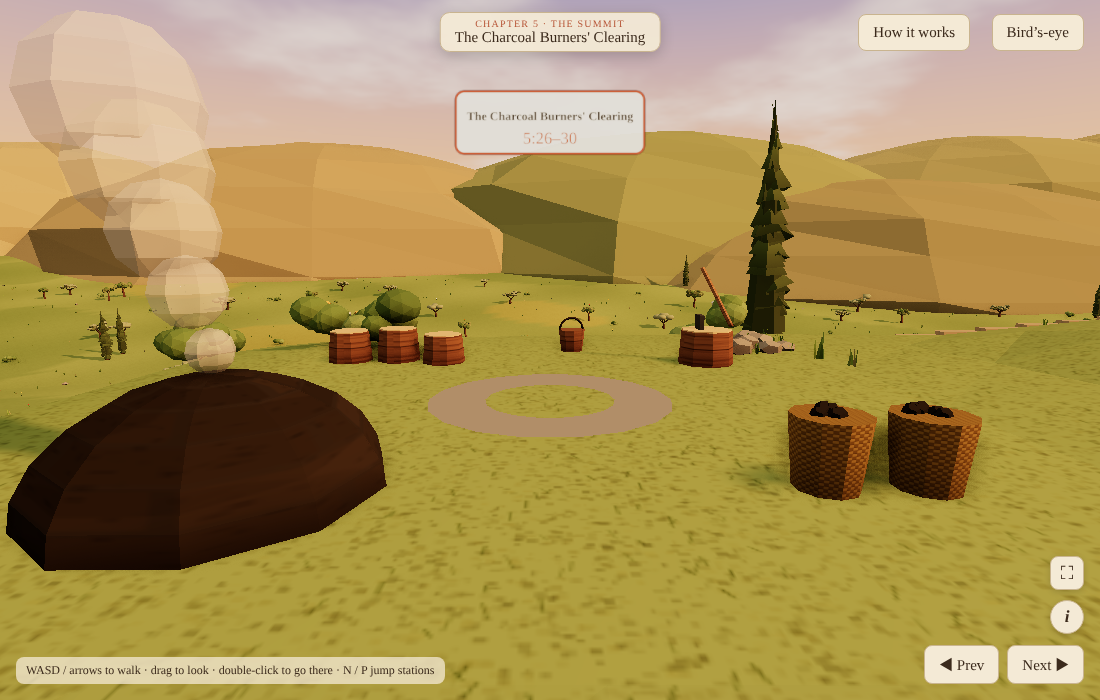 CHAPTER 5 · THE SUMMIT
The Charcoal Burners' Clearing
How it works
Bird’s-eye
The Charcoal Burners' Clearing
5:26–30
i
WASD / arrows to walk · drag to look · double-click to go there · N / P jump stations
◀ Prev
Next ▶